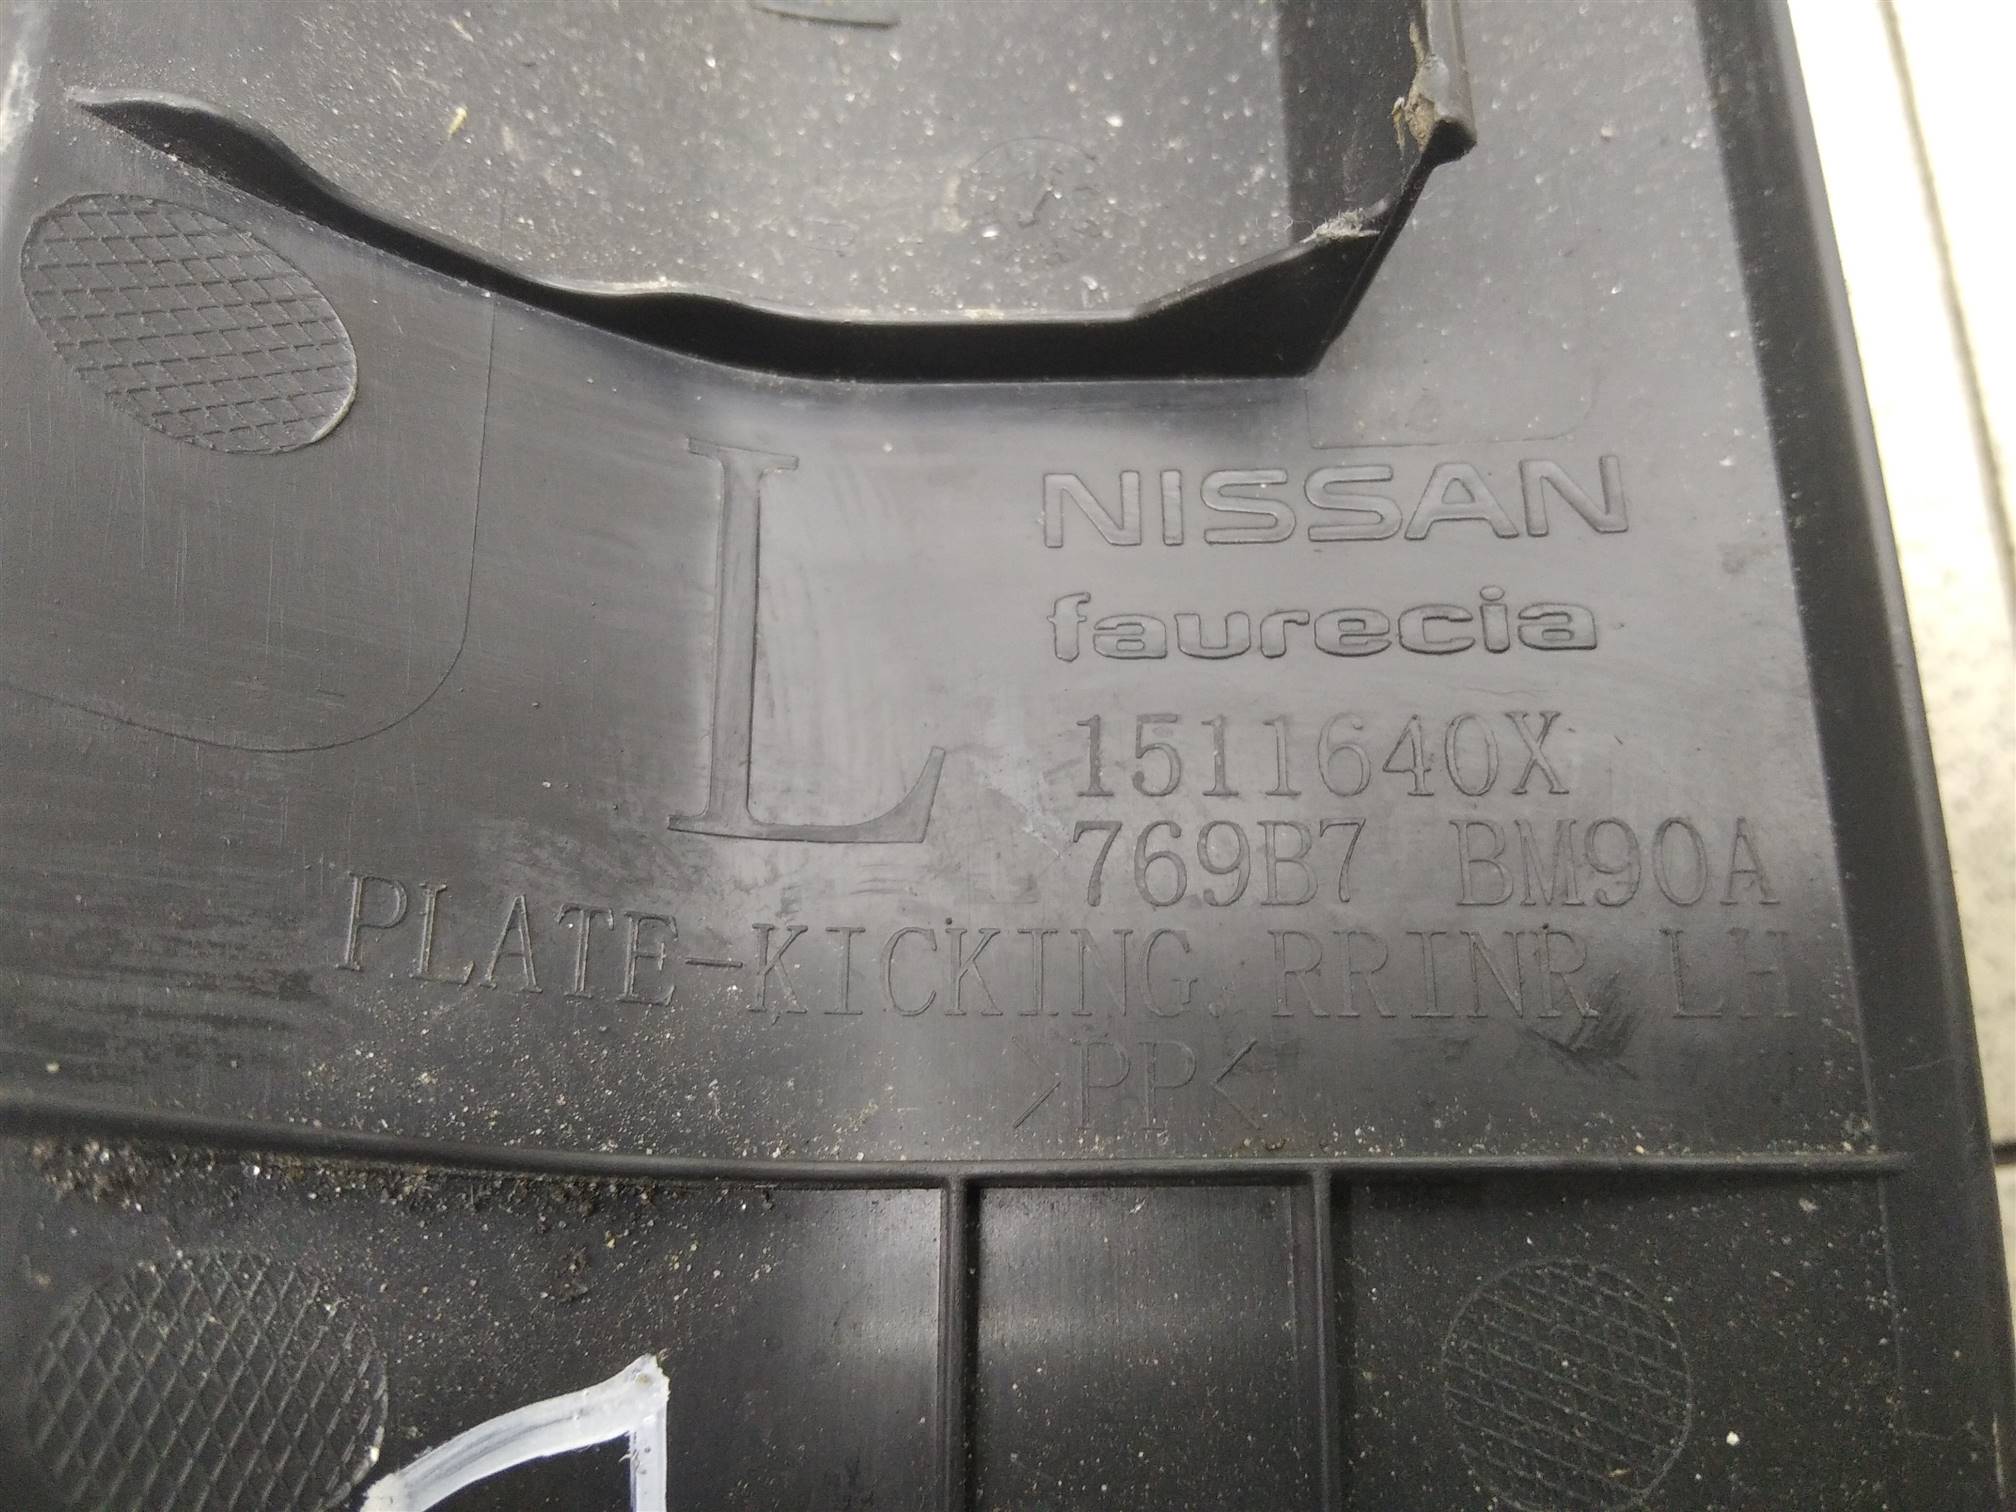 L
NISSAN
faurecia
1511640X
769B7 BM90A
PLATE-KICKING, RRINR LH
>PP<